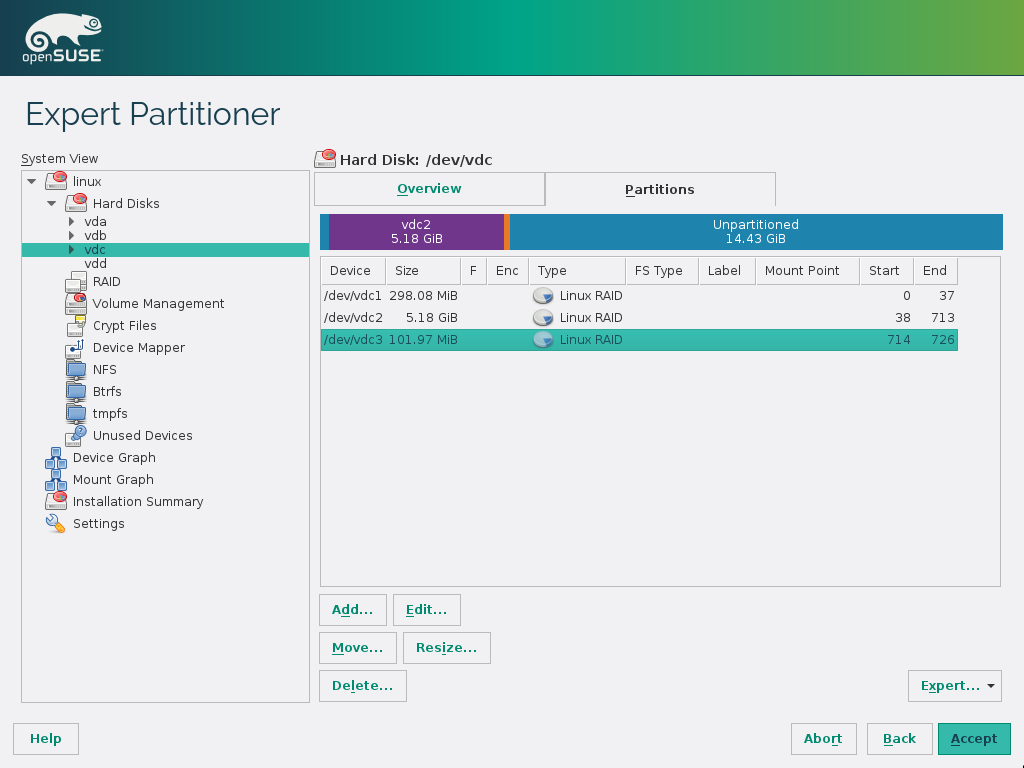 openSUSE
Expert Partitioner
System View
linux
Hard Disks
vda
vdb
vdc
vdd
RAID
Volume Management
Crypt Files
Device Mapper
NFS
Btrfs
tmpfs
Unused Devices
Device Graph
Mount Graph
Installation Summary
Settings
Hard Disk: /dev/vdc
Overview Partitions
vdc2 Unpartitioned
5.18 GiB 14.43 GiB
Device Size F Enc Type FS Type Label Mount Point Start End
/dev/vdc1 298.08 MiB Linux RAID 0 37
/dev/vdc2 5.18 GiB Linux RAID 38 713
/dev/vdc3 101.97 MiB Linux RAID 714 726
Add... Edit...
Move... Resize...
Delete... Expert...
Help Abort Back Accept